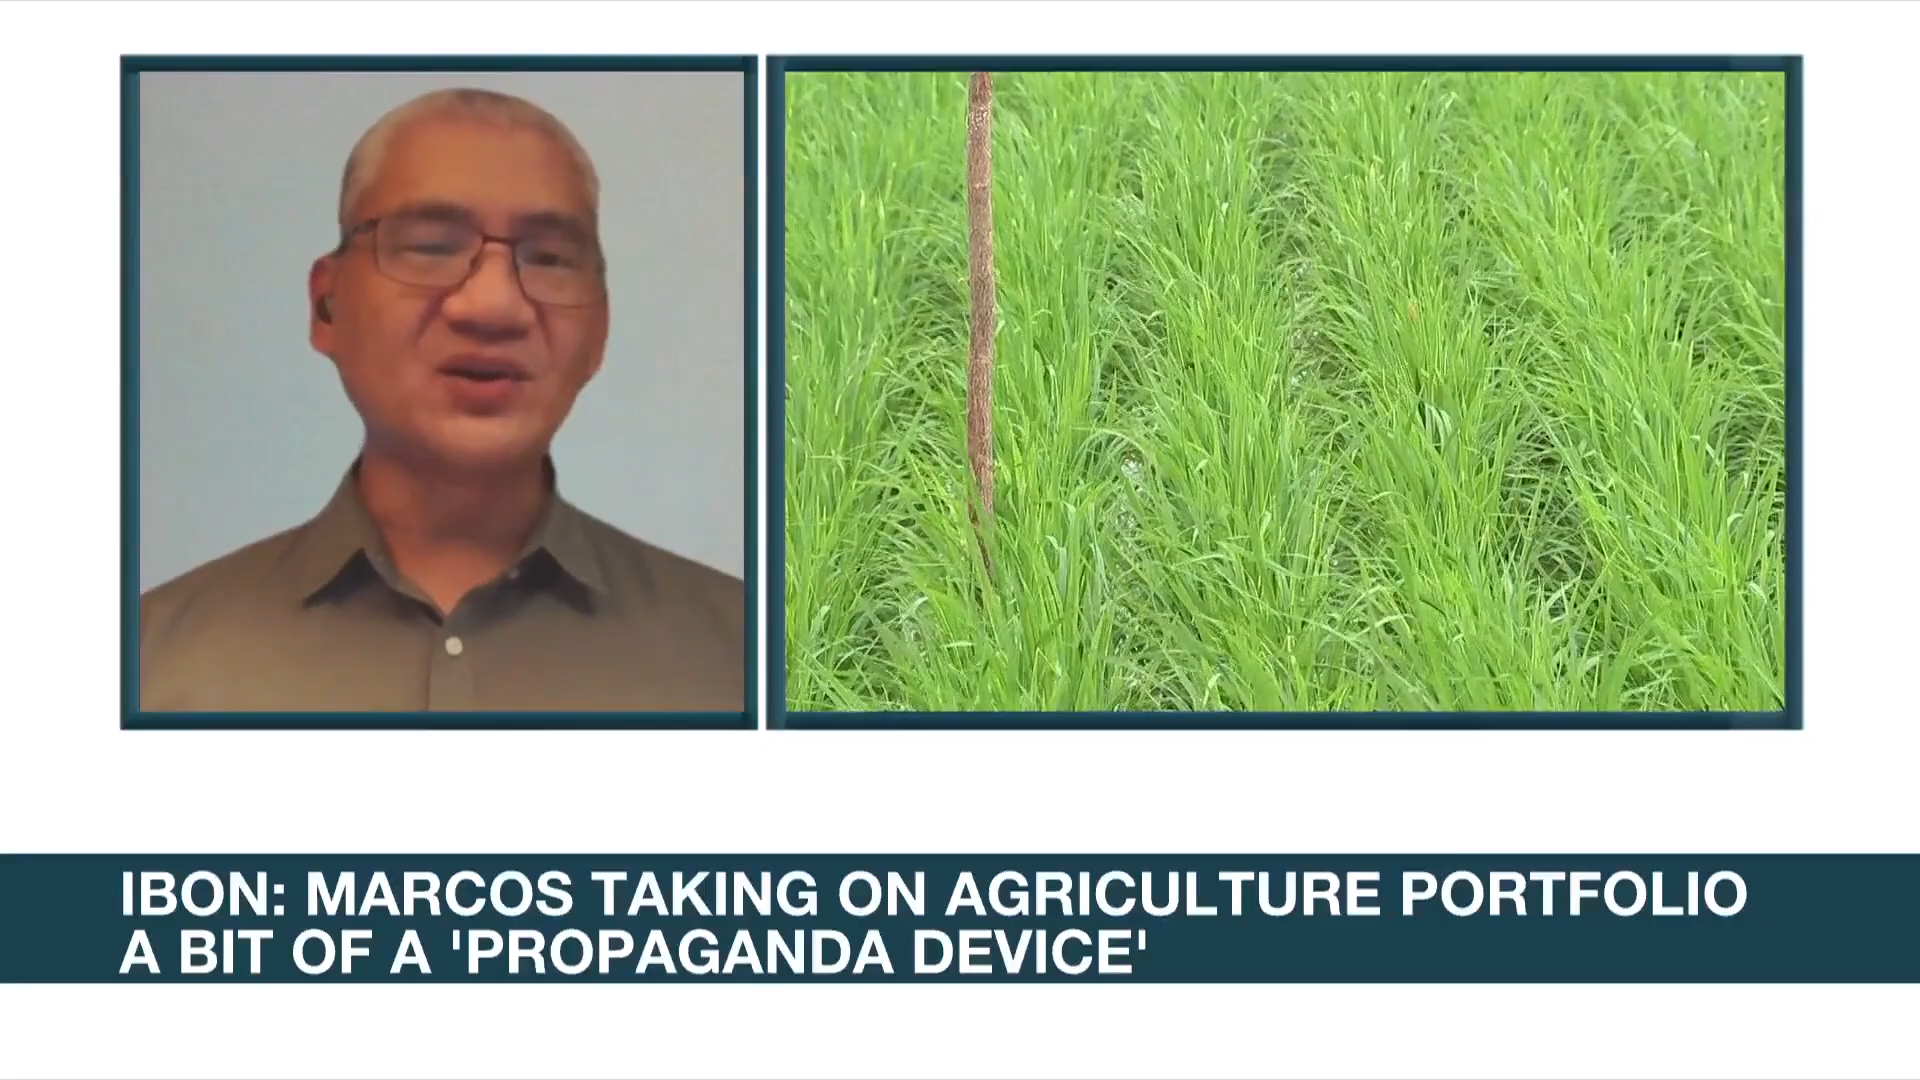 IBON: MARCOS TAKING ON AGRICULTURE PORTFOLIO
A BIT OF A 'PROPAGANDA DEVICE'